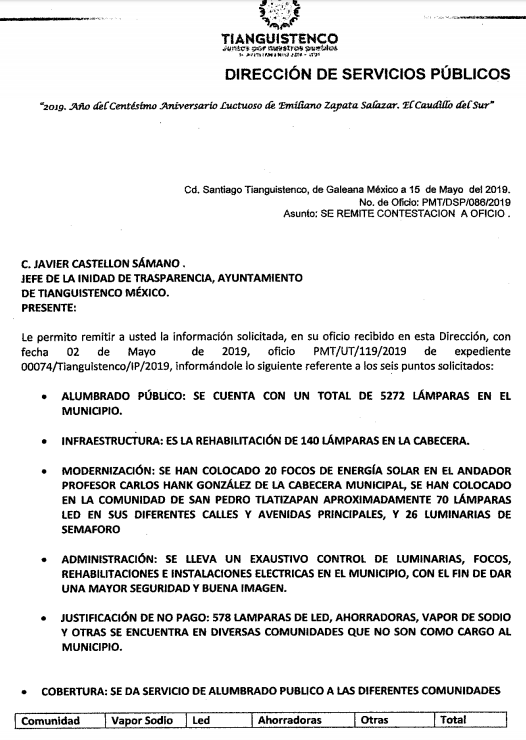 TIANGUISTENCO
Juntos por nuestros pueblos
DIRECCIÓN DE SERVICIOS PÚBLICOS
"2019. Año del Centésimo Aniversario Luctuoso de Emiliano Zapata Salazar. El Caudillo del Sur"
Cd. Santiago Tianguistenco, de Galeana México a 15 de Mayo del 2019.
No. de Oficio: PMT/DSP/086/2019
Asunto: SE REMITE CONTESTACION A OFICIO .
C. JAVIER CASTELLON SÁMANO .
JEFE DE LA INIDAD DE TRASPARENCIA, AYUNTAMIENTO
DE TIANGUISTENCO MÉXICO.
PRESENTE:
Le permito remitir a usted la información solicitada, en su oficio recibido en esta Dirección, con
fecha 02 de Mayo de 2019, oficio PMT/UT/119/2019 de expediente
00074/Tianguistenco/IP/2019, informándole lo siguiente referente a los seis puntos solicitados:
• ALUMBRADO PÚBLICO: SE CUENTA CON UN TOTAL DE 5272 LÁMPARAS EN EL
MUNICIPIO.
• INFRAESTRUCTURA: ES LA REHABILITACIÓN DE 140 LÁMPARAS EN LA CABECERA.
• MODERNIZACIÓN: SE HAN COLOCADO 20 FOCOS DE ENERGÍA SOLAR EN EL ANDADOR
PROFESOR CARLOS HANK GONZÁLEZ DE LA CABECERA MUNICIPAL, SE HAN COLOCADO
EN LA COMUNIDAD DE SAN PEDRO TLATIZAPAN APROXIMADAMENTE 70 LÁMPARAS
LED EN SUS DIFERENTES CALLES Y AVENIDAS PRINCIPALES, Y 26 LUMINARIAS DE
SEMAFORO
• ADMINISTRACIÓN: SE LLEVA UN EXAUSTIVO CONTROL DE LUMINARIAS, FOCOS,
REHABILITACIONES E INSTALACIONES ELECTRICAS EN EL MUNICIPIO, CON EL FIN DE DAR
UNA MAYOR SEGURIDAD Y BUENA IMAGEN.
• JUSTIFICACIÓN DE NO PAGO: 578 LAMPARAS DE LED, AHORRADORAS, VAPOR DE SODIO
Y OTRAS SE ENCUENTRA EN DIVERSAS COMUNIDADES QUE NO SON COMO CARGO AL
MUNICIPIO.
• COBERTURA: SE DA SERVICIO DE ALUMBRADO PUBLICO A LAS DIFERENTES COMUNIDADES
Comunidad Vapor Sodio Led Ahorradoras Otras Total